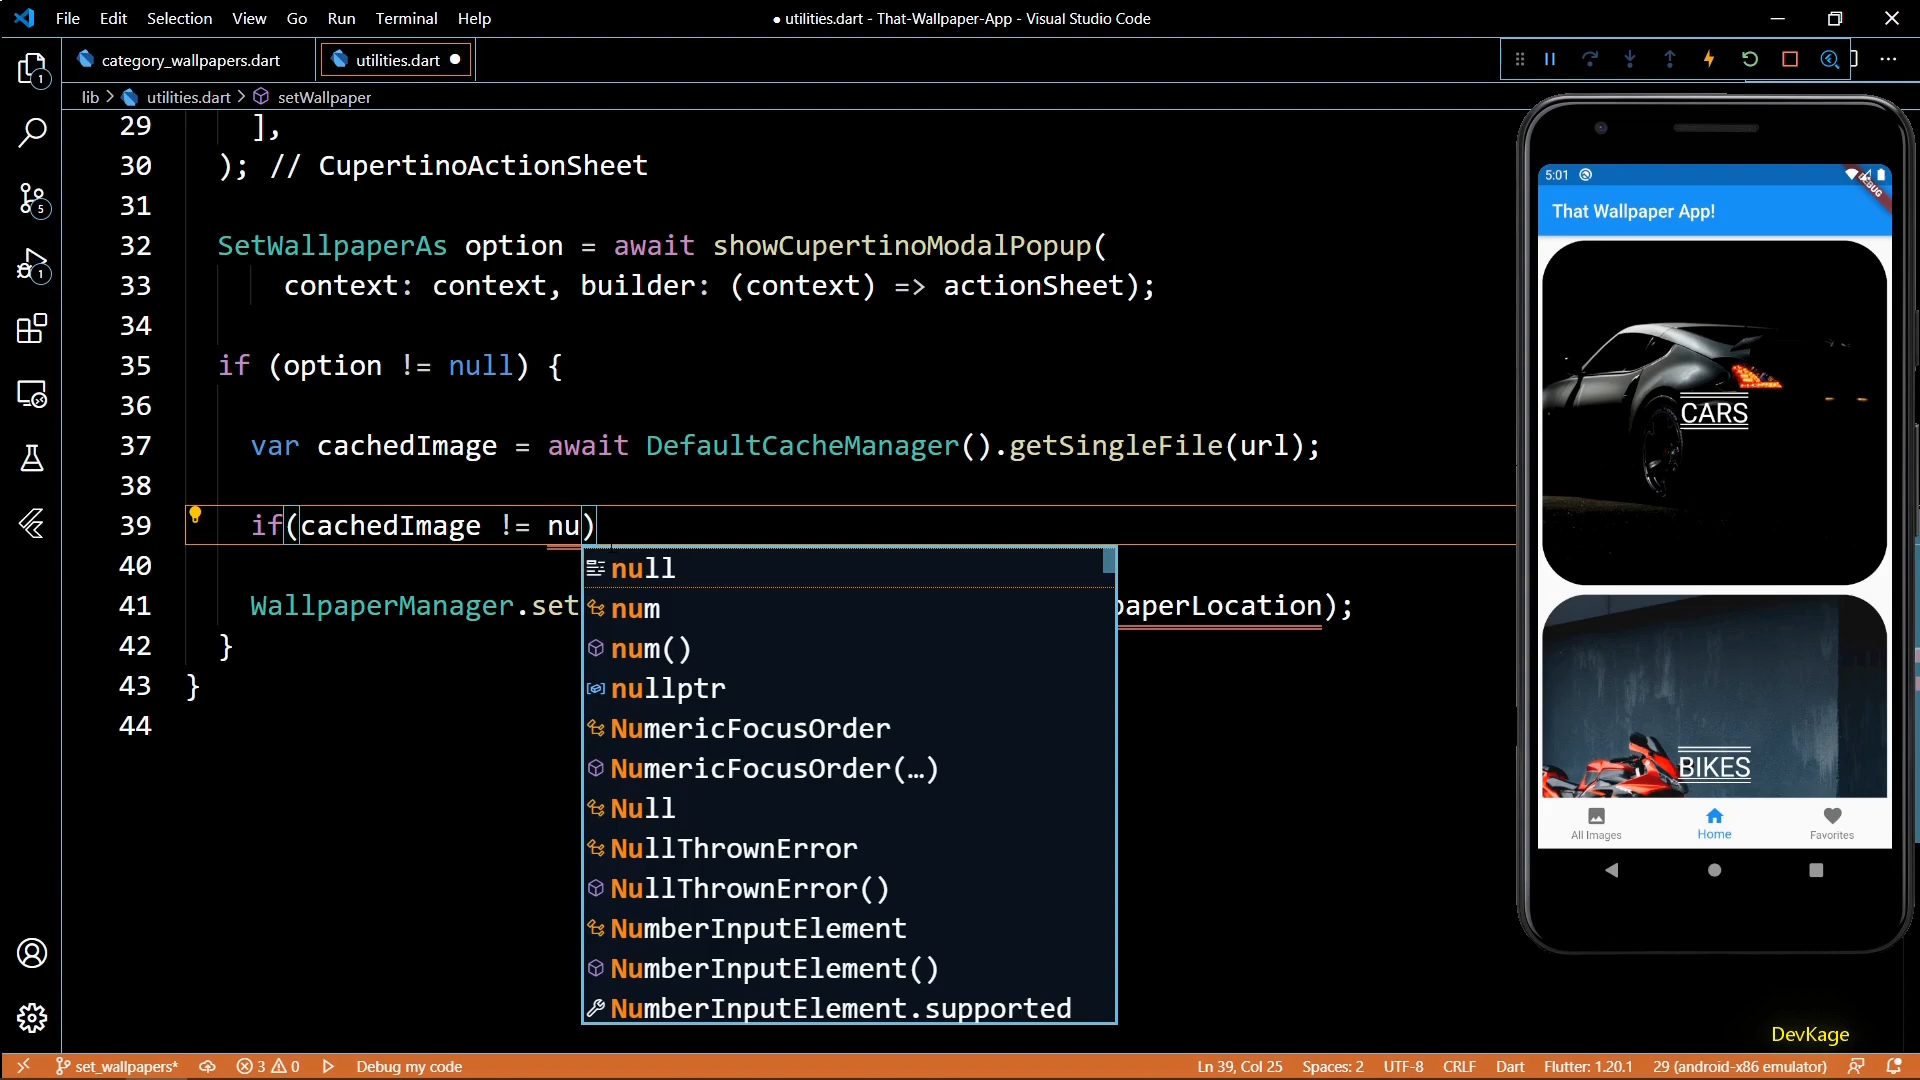 File Edit Selection View Go Run Terminal Help
● utilities.dart - That-Wallpaper-App - Visual Studio Code
category_wallpapers.dart
utilities.dart ●
lib > utilities.dart > setWallpaper
29 ],
30 ); // CupertinoActionSheet
31
32 SetWallpaperAs option = await showCupertinoModalPopup(
33 context: context, builder: (context) => actionSheet);
34
35 if (option != null) {
36
37 var cachedImage = await DefaultCacheManager().getSingleFile(url);
38
39 if(cachedImage != nu)
40
41 WallpaperManager.set paperLocation);
42 }
43 }
44
null
num
num()
nullptr
NumericFocusOrder
NumericFocusOrder(…)
Null
NullThrownError
NullThrownError()
NumberInputElement
NumberInputElement()
NumberInputElement.supported
1
5
1
5:01
DEBUG
That Wallpaper App!
CARS
BIKES
All Images Home Favorites
DevKage
set_wallpapers* 3 0 Debug my code Ln 39, Col 25 Spaces: 2 UTF-8 CRLF Dart Flutter: 1.20.1 29 (android-x86 emulator)